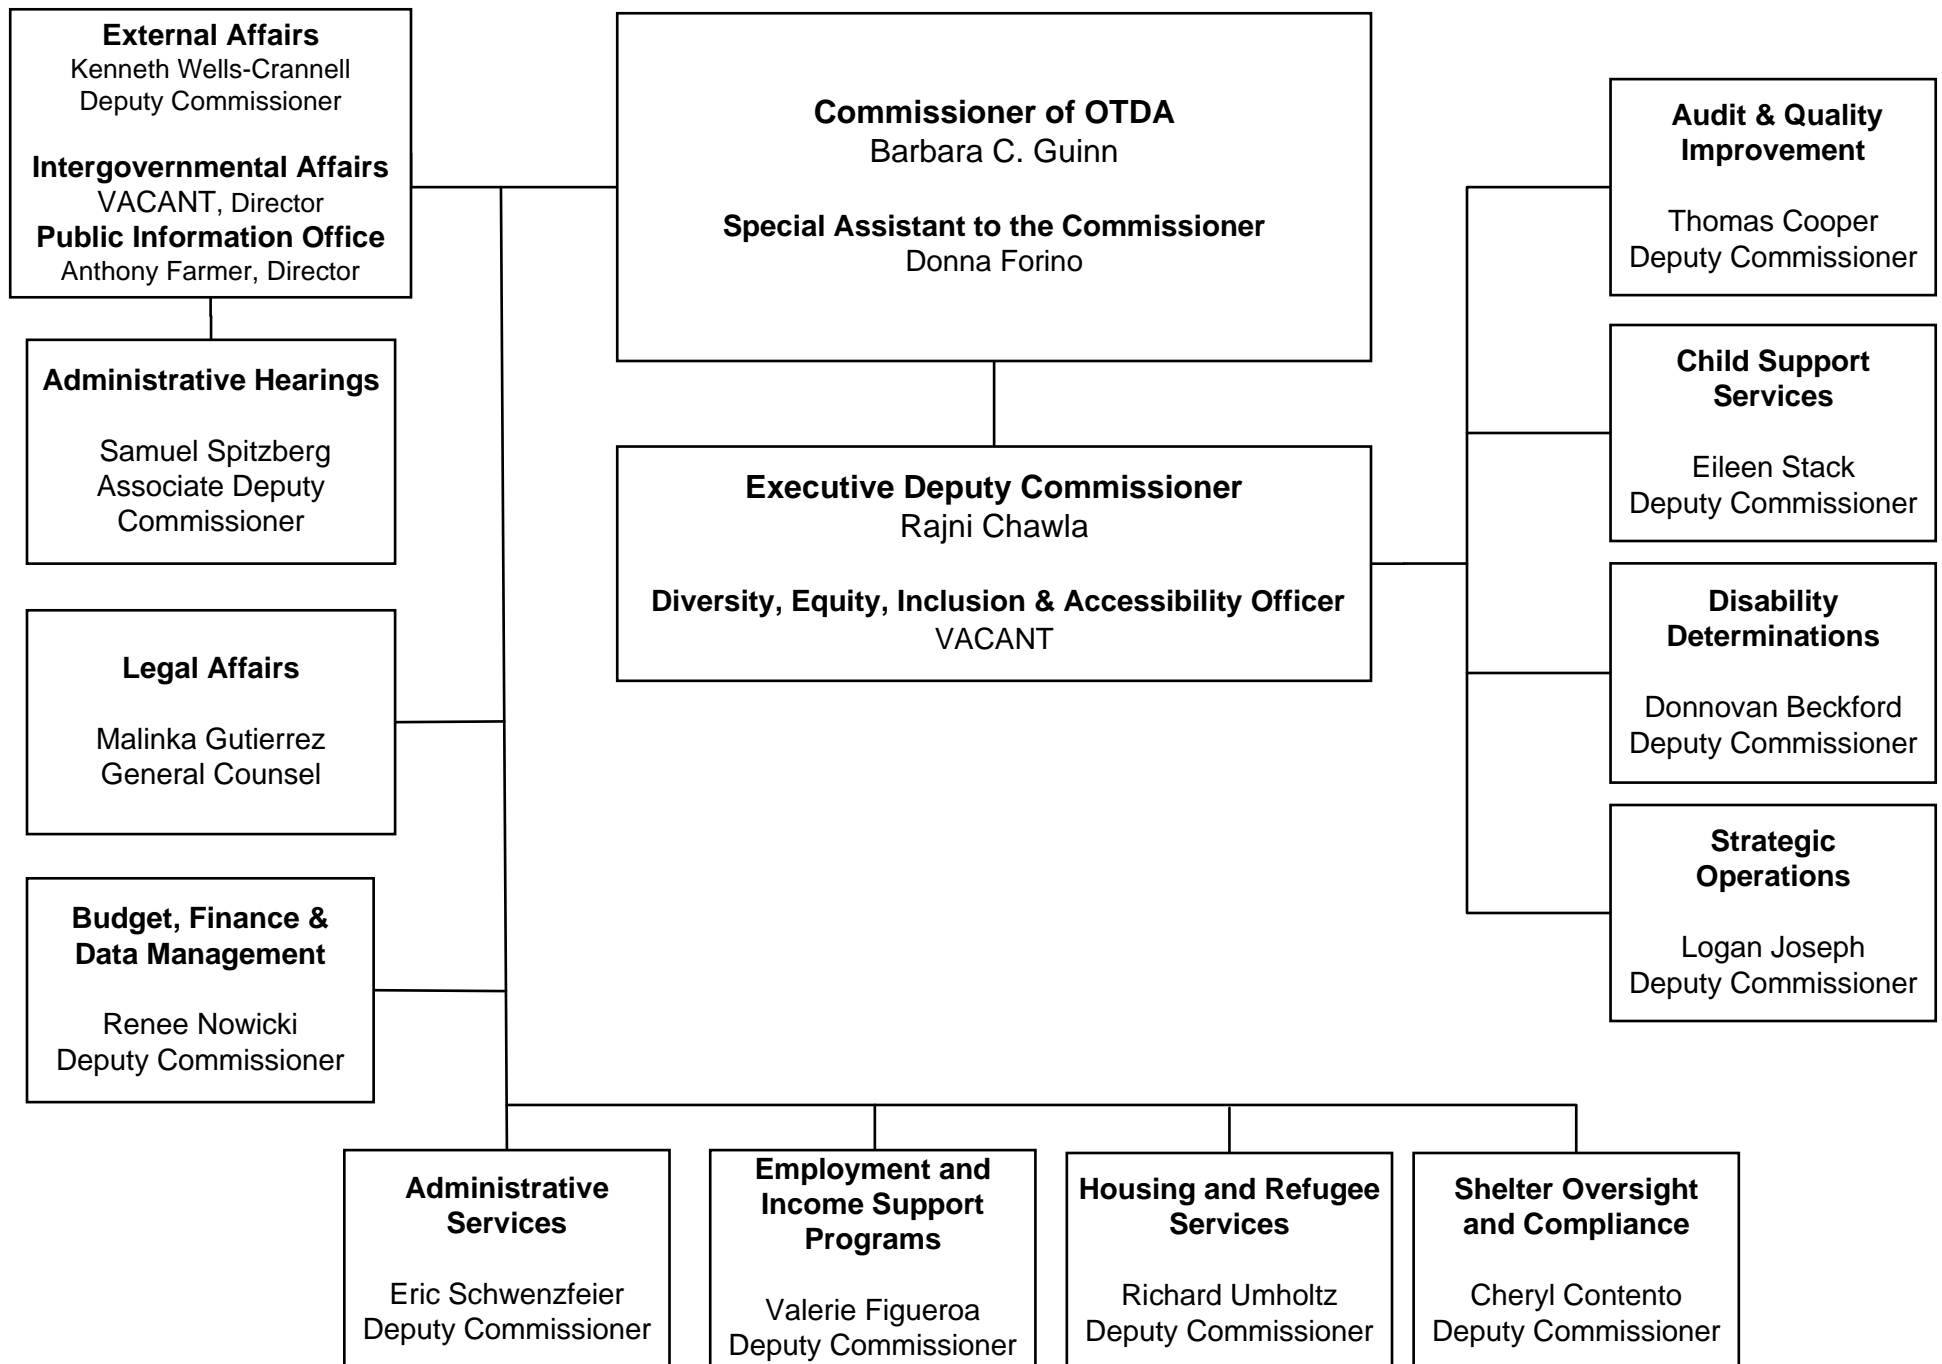 External Affairs
Kenneth Wells-Crannell
Deputy Commissioner
Intergovernmental Affairs
VACANT, Director
Public Information Office
Anthony Farmer, Director
Commissioner of OTDA
Barbara C. Guinn
Special Assistant to the Commissioner
Donna Forino
Audit & Quality
Improvement
Thomas Cooper
Deputy Commissioner
Administrative Hearings
Samuel Spitzberg
Associate Deputy
Commissioner
Child Support
Services
Eileen Stack
Deputy Commissioner
Executive Deputy Commissioner
Rajni Chawla
Diversity, Equity, Inclusion & Accessibility Officer
VACANT
Disability
Determinations
Donnovan Beckford
Deputy Commissioner
Legal Affairs
Malinka Gutierrez
General Counsel
Strategic
Operations
Logan Joseph
Deputy Commissioner
Budget, Finance &
Data Management
Renee Nowicki
Deputy Commissioner
Administrative
Services
Eric Schwenzfeier
Deputy Commissioner
Employment and
Income Support
Programs
Valerie Figueroa
Deputy Commissioner
Housing and Refugee
Services
Richard Umholtz
Deputy Commissioner
Shelter Oversight
and Compliance
Cheryl Contento
Deputy Commissioner